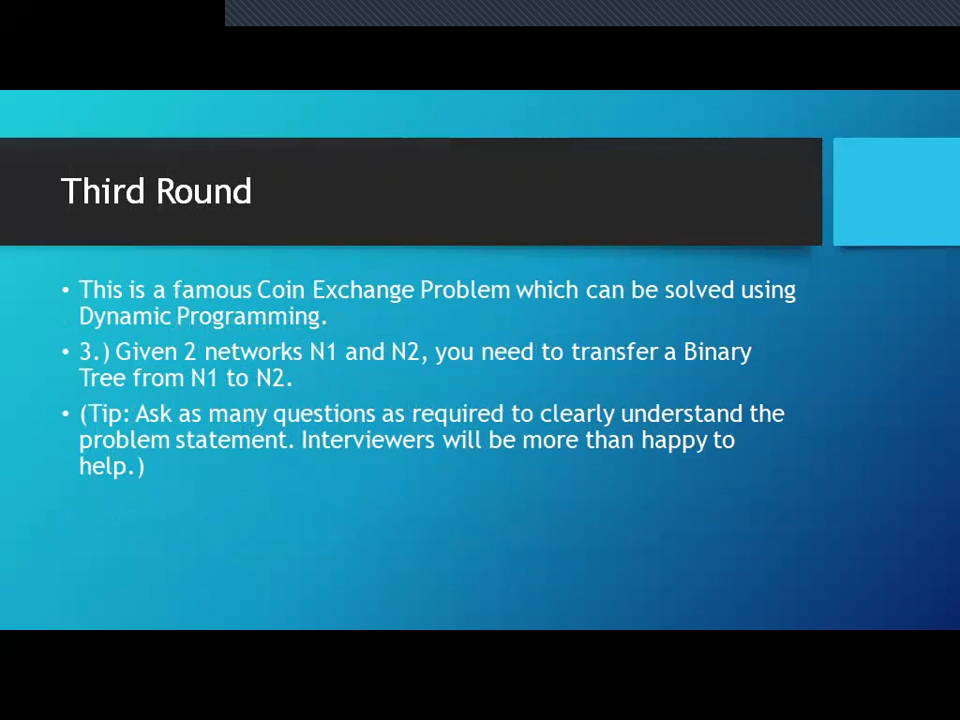 Third Round
• This is a famous Coin Exchange Problem which can be solved using
Dynamic Programming.
• 3.) Given 2 networks N1 and N2, you need to transfer a Binary
Tree from N1 to N2.
• (Tip: Ask as many questions as required to clearly understand the
problem statement. Interviewers will be more than happy to
help.)